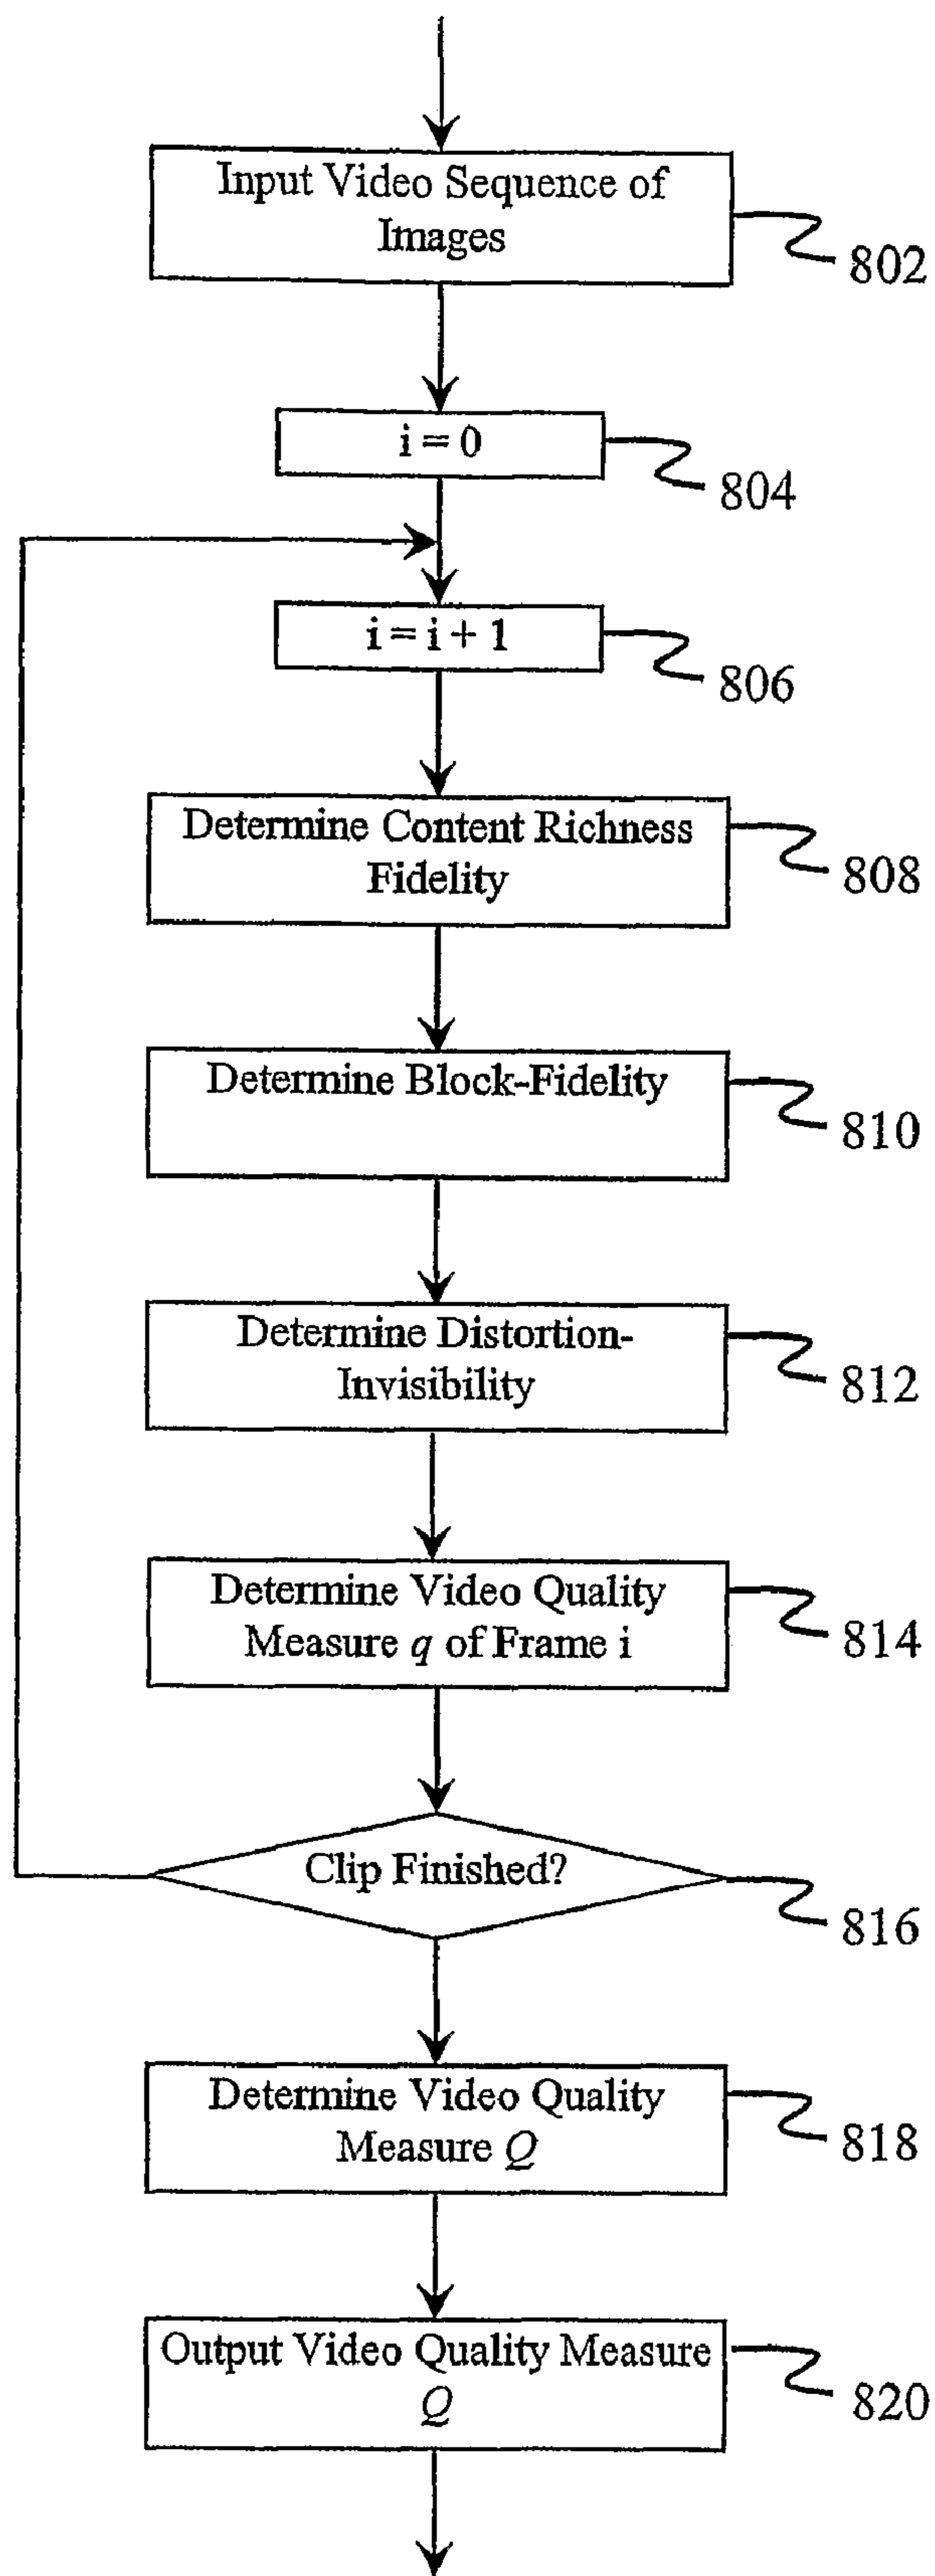 Input Video Sequence of
Images
802
i = 0
804
i = i + 1
806
Determine Content Richness
Fidelity
808
Determine Block-Fidelity
810
Determine Distortion-
Invisibility
812
Determine Video Quality
Measure q of Frame i
814
Clip Finished?
816
Determine Video Quality
Measure Q
818
Output Video Quality Measure
Q
820